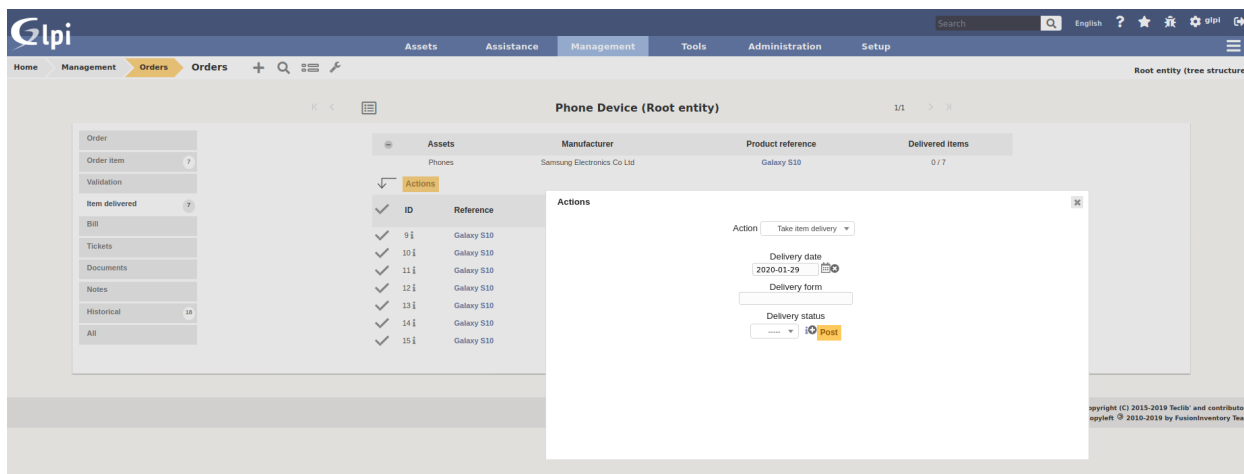 Glpi
Search English ? glpi
Assets Assistance Management Tools Administration Setup
Home Management Orders Orders
Root entity (tree structure
Phone Device (Root entity) 1/1
Order
Order item 7
Validation
Item delivered 7
Bill
Tickets
Documents
Notes
Historical 18
All
Assets Manufacturer Product reference Delivered items
Phones Samsung Electronics Co Ltd Galaxy S10 0 / 7
Actions
ID Reference
9 Galaxy S10
10 Galaxy S10
11 Galaxy S10
12 Galaxy S10
13 Galaxy S10
14 Galaxy S10
15 Galaxy S10
Actions
Action Take item delivery
Delivery date
2020-01-29
Delivery form
Delivery status
----- Post
opyright (C) 2015-2019 Teclib' and contributo
opyleft 2010-2019 by FusionInventory Tea